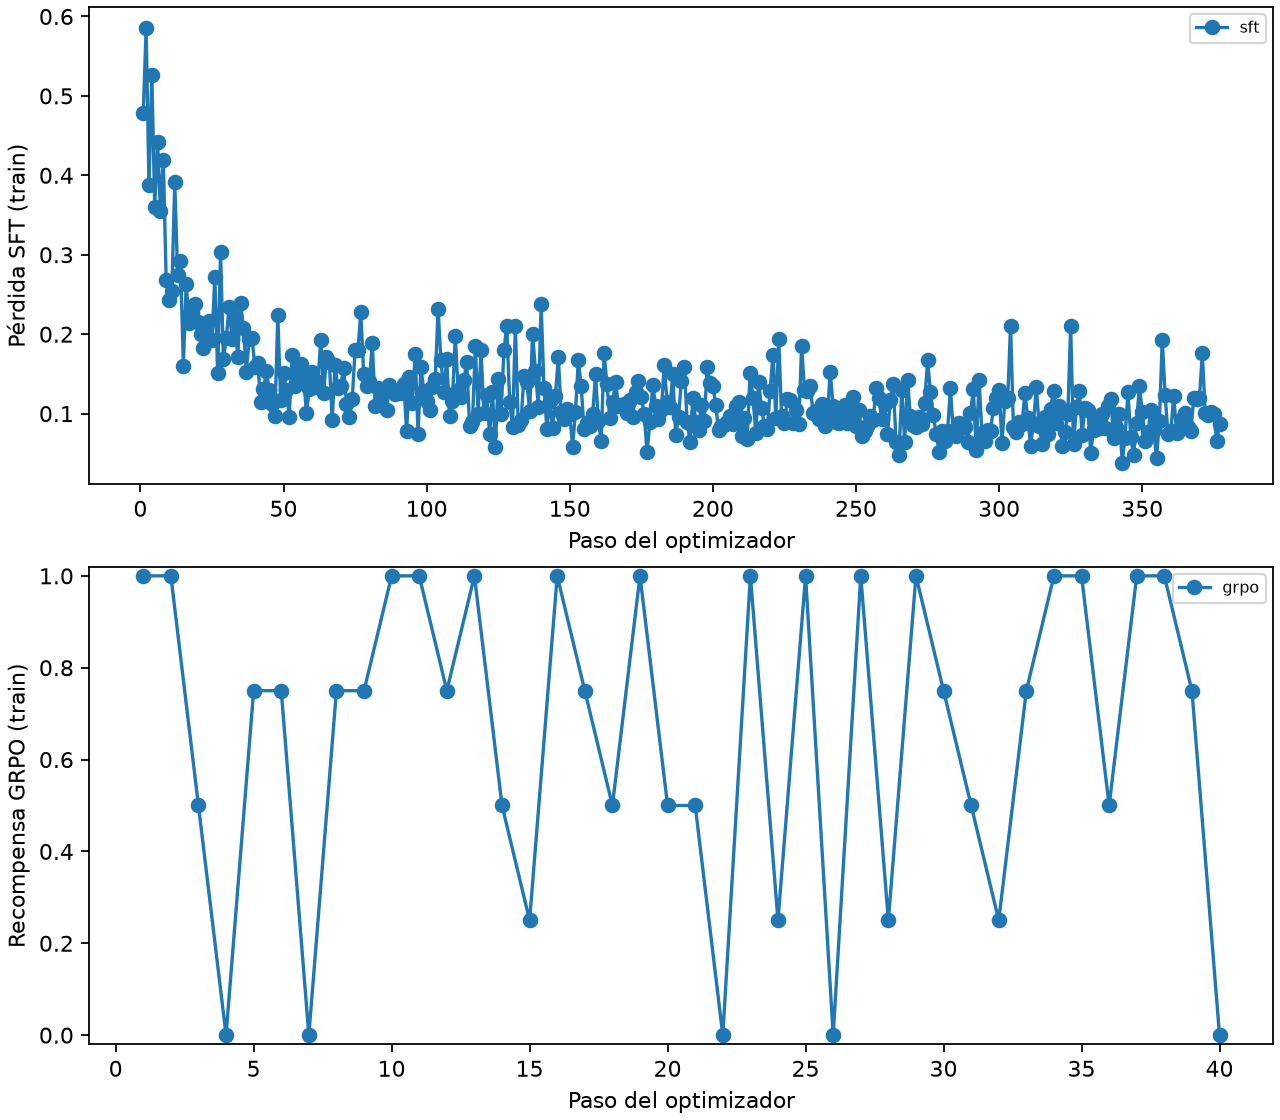 0.6
0.5
0.4
0.3
0.2
0.1
Pérdida SFT (train)
sft
0 50 100 150 200 250 300 350
Paso del optimizador
1.0
0.8
0.6
0.4
0.2
0.0
Recompensa GRPO (train)
grpo
0 5 10 15 20 25 30 35 40
Paso del optimizador